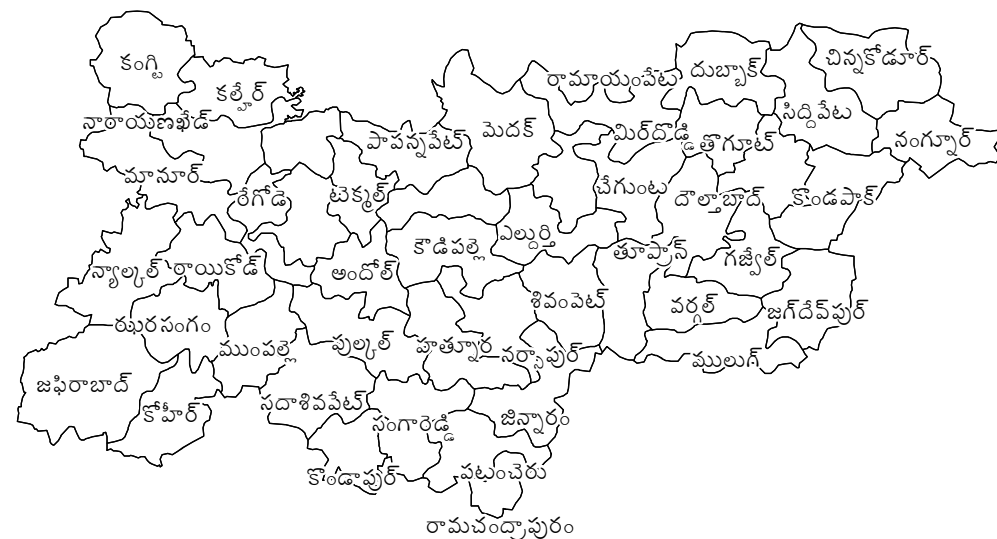 కంగ్టి
కల్హేర్
నారాయణఖేడ్
మానూర్
రేగోడె
టెక్మల్
పాపన్నపేట్
మెదక్
రామాయంపేట
దుబ్బాక్
చిన్నకోడూర్
సిద్దిపేట
నంగ్నూర్
మిర్‌దొడ్డి
తొగూట్
చేగుంట
దౌల్తాబాద్
కొండపాక్
న్యాల్కల్
రాయికోడ్
అందోల్
కౌడిపల్లె
ఎల్దుర్తి
తూప్రాన్
గజ్వేల్
శివంపెట్
వర్గల్
జగ్‌దేవ్‌పుర్
ఝరసంగం
ముంపల్లె
పుల్కల్
హత్నూర
నర్సాపుర్
ములుగ్
జహిరాబాద్
కోహీర్
సదాశివపేట్
సంగారెడ్డి
జిన్నారం
కొండాపుర్
పటంచెరు
రామచంద్రాపురం